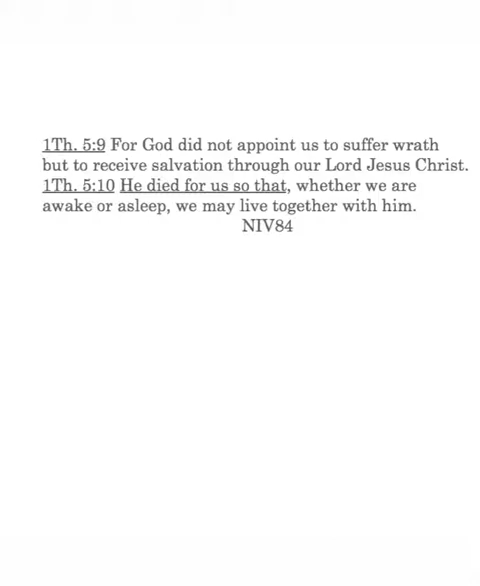 1Th. 5:9 For God did not appoint us to suffer wrath
but to receive salvation through our Lord Jesus Christ.
1Th. 5:10 He died for us so that, whether we are
awake or asleep, we may live together with him.
NIV84